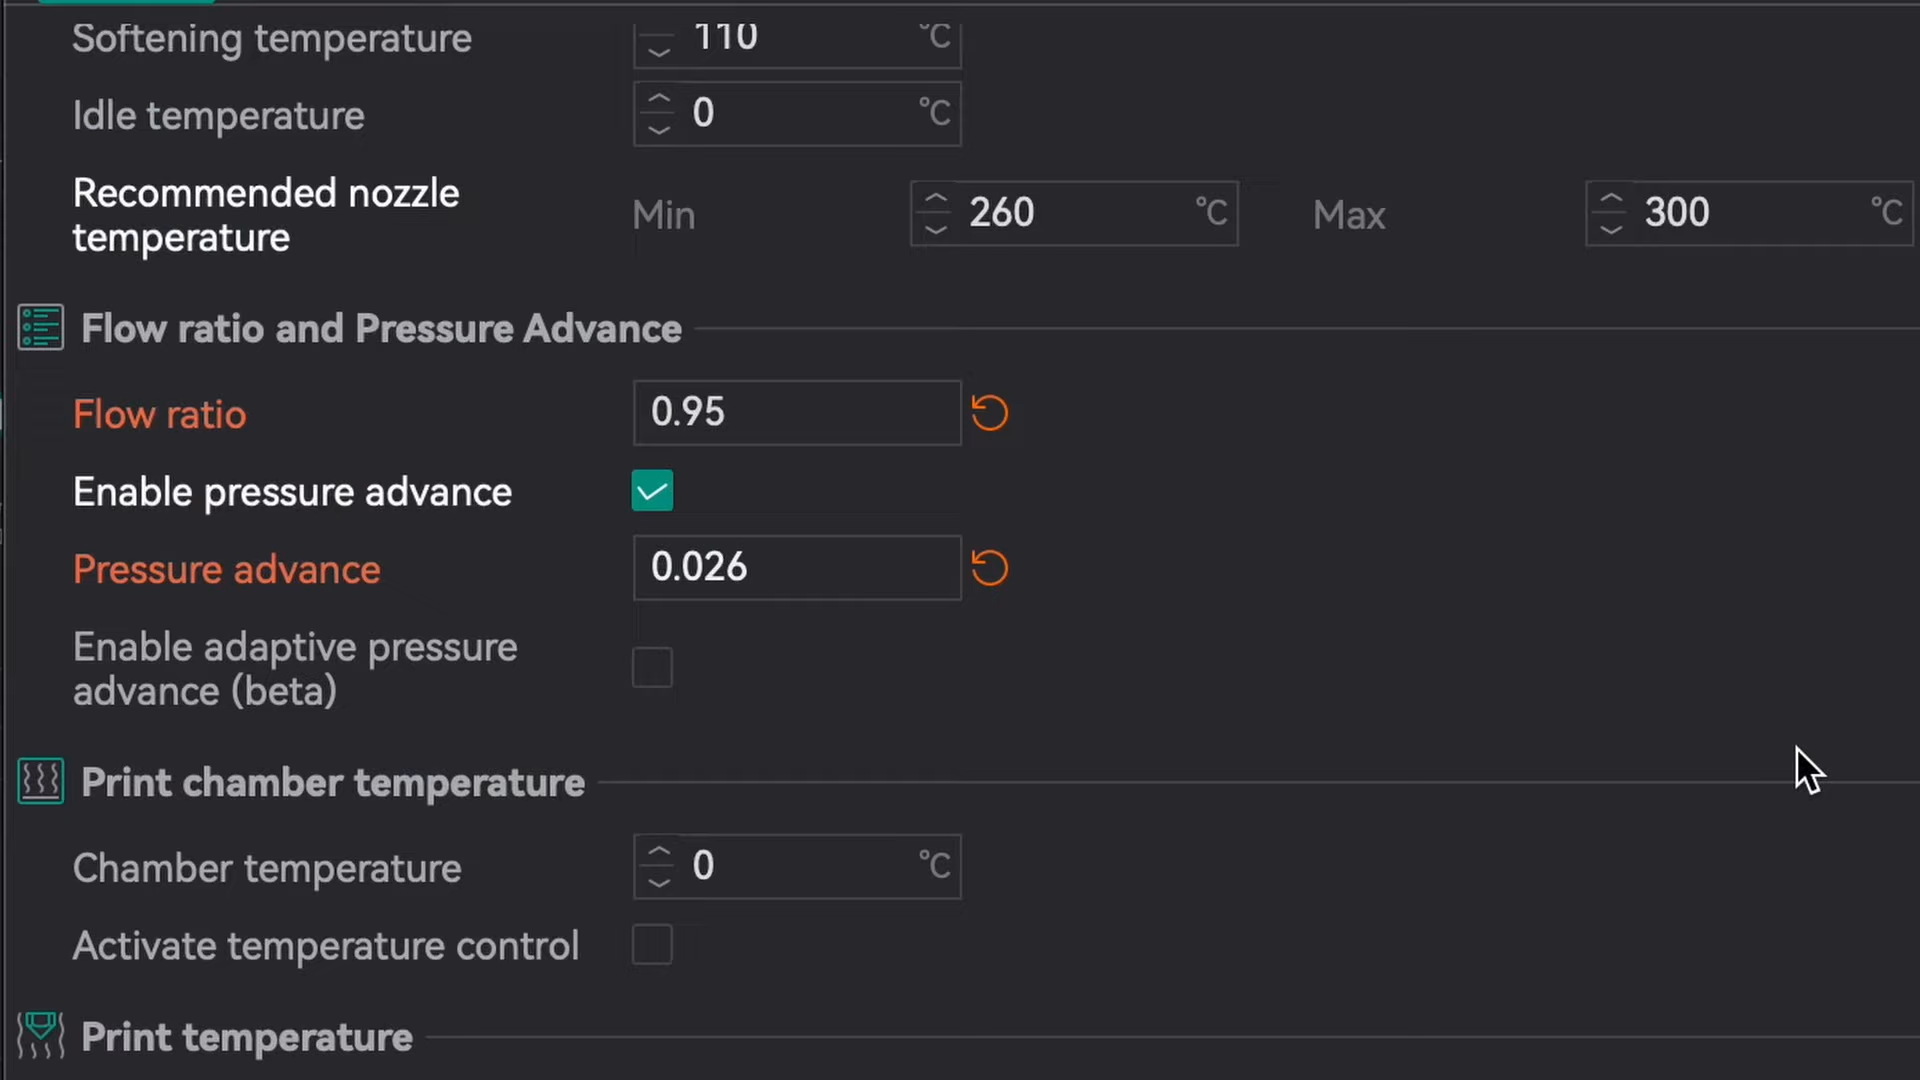 Softening temperature 110 °C
Idle temperature 0 °C
Recommended nozzle
temperature Min 260 °C Max 300 °C
Flow ratio and Pressure Advance
Flow ratio 0.95
Enable pressure advance
Pressure advance 0.026
Enable adaptive pressure
advance (beta)
Print chamber temperature
Chamber temperature 0 °C
Activate temperature control
Print temperature